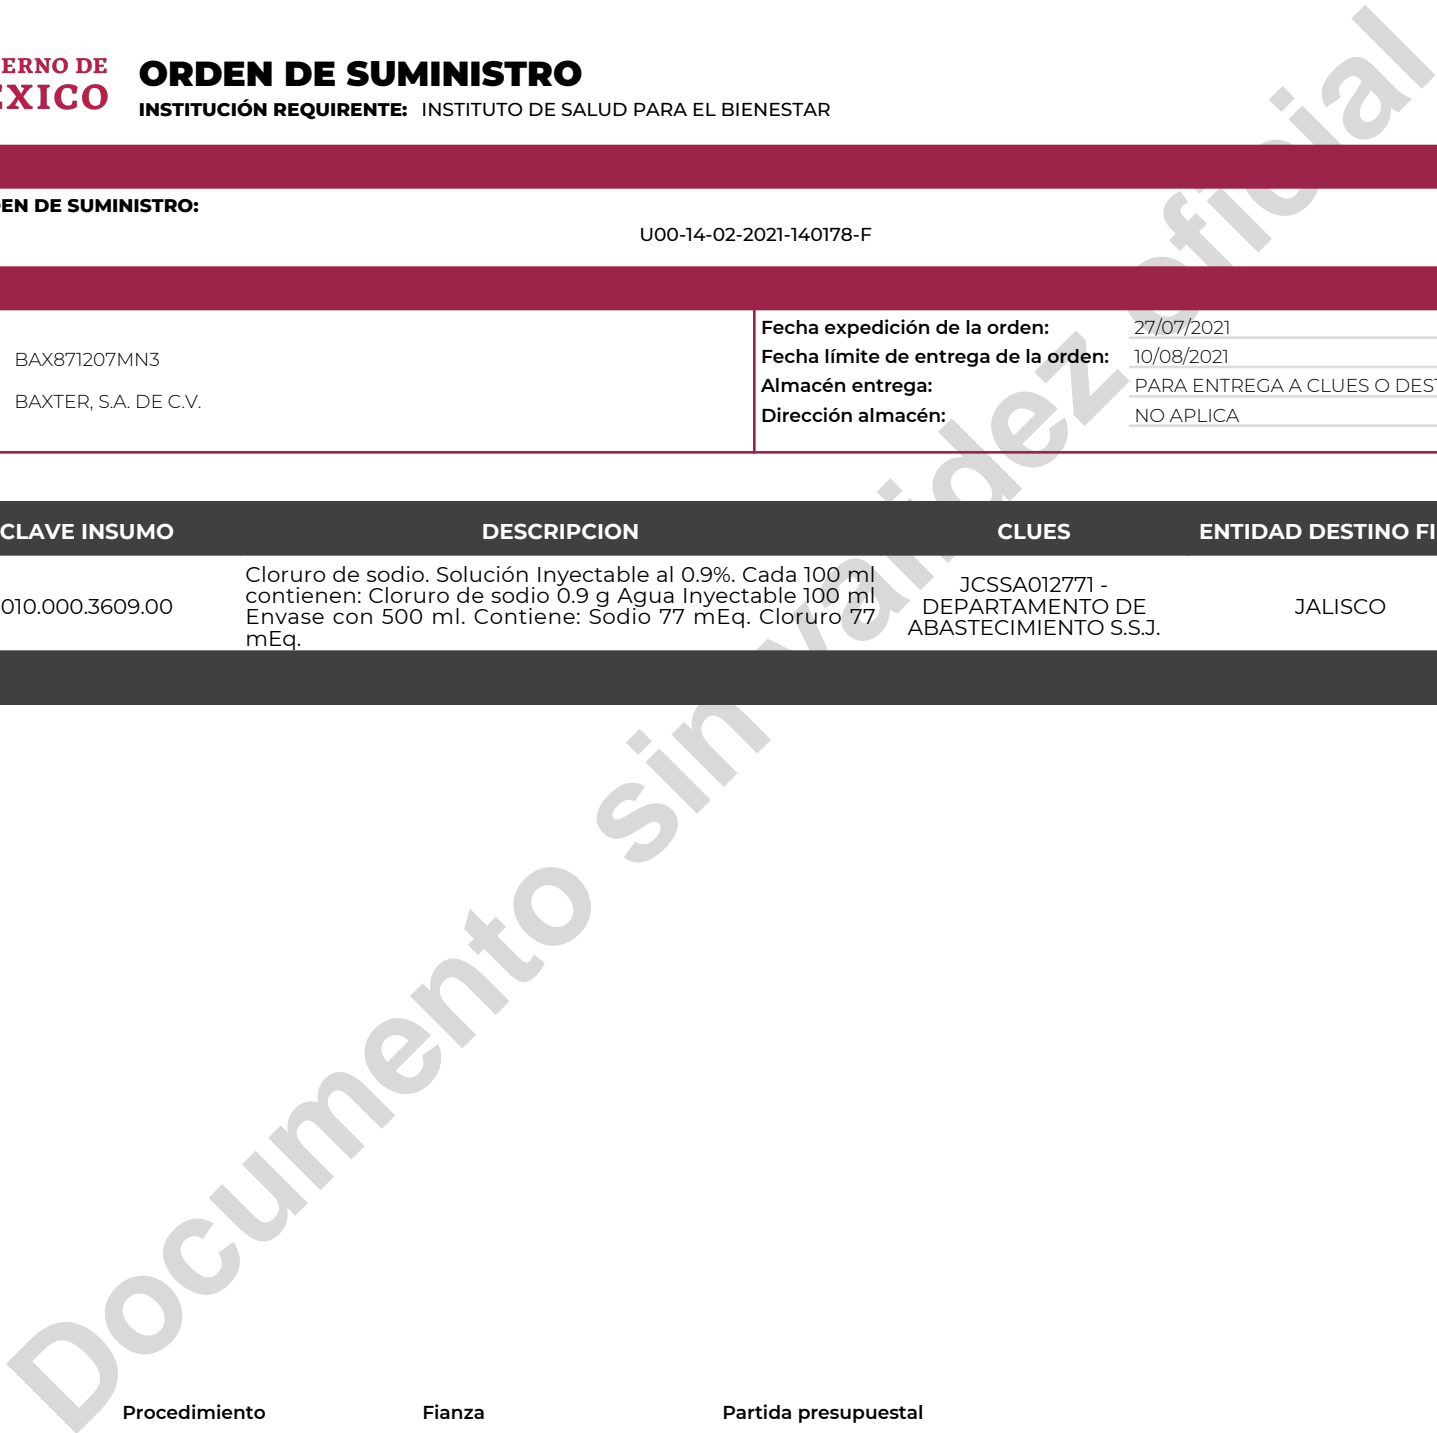 ERNO DE
ORDEN DE SUMINISTRO
EXICO
INSTITUCIÓN REQUIRENTE: INSTITUTO DE SALUD PARA EL BIENESTAR
EN DE SUMINISTRO:
U00-14-02-2021-140178-F
BAX871207MN3
BAXTER, S.A. DE C.V.
Fecha expedición de la orden: 27/07/2021
Fecha límite de entrega de la orden: 10/08/2021
Almacén entrega: PARA ENTREGA A CLUES O DEST
Dirección almacén: NO APLICA
CLAVE INSUMO DESCRIPCION CLUES ENTIDAD DESTINO FI
010.000.3609.00
Cloruro de sodio. Solución Inyectable al 0.9%. Cada 100 ml
contienen: Cloruro de sodio 0.9 g Agua Inyectable 100 ml
Envase con 500 ml. Contiene: Sodio 77 mEq. Cloruro 77
mEq.
JCSSA012771 -
DEPARTAMENTO DE
ABASTECIMIENTO S.S.J.
JALISCO
Documento sin validez oficial
Procedimiento Fianza Partida presupuestal